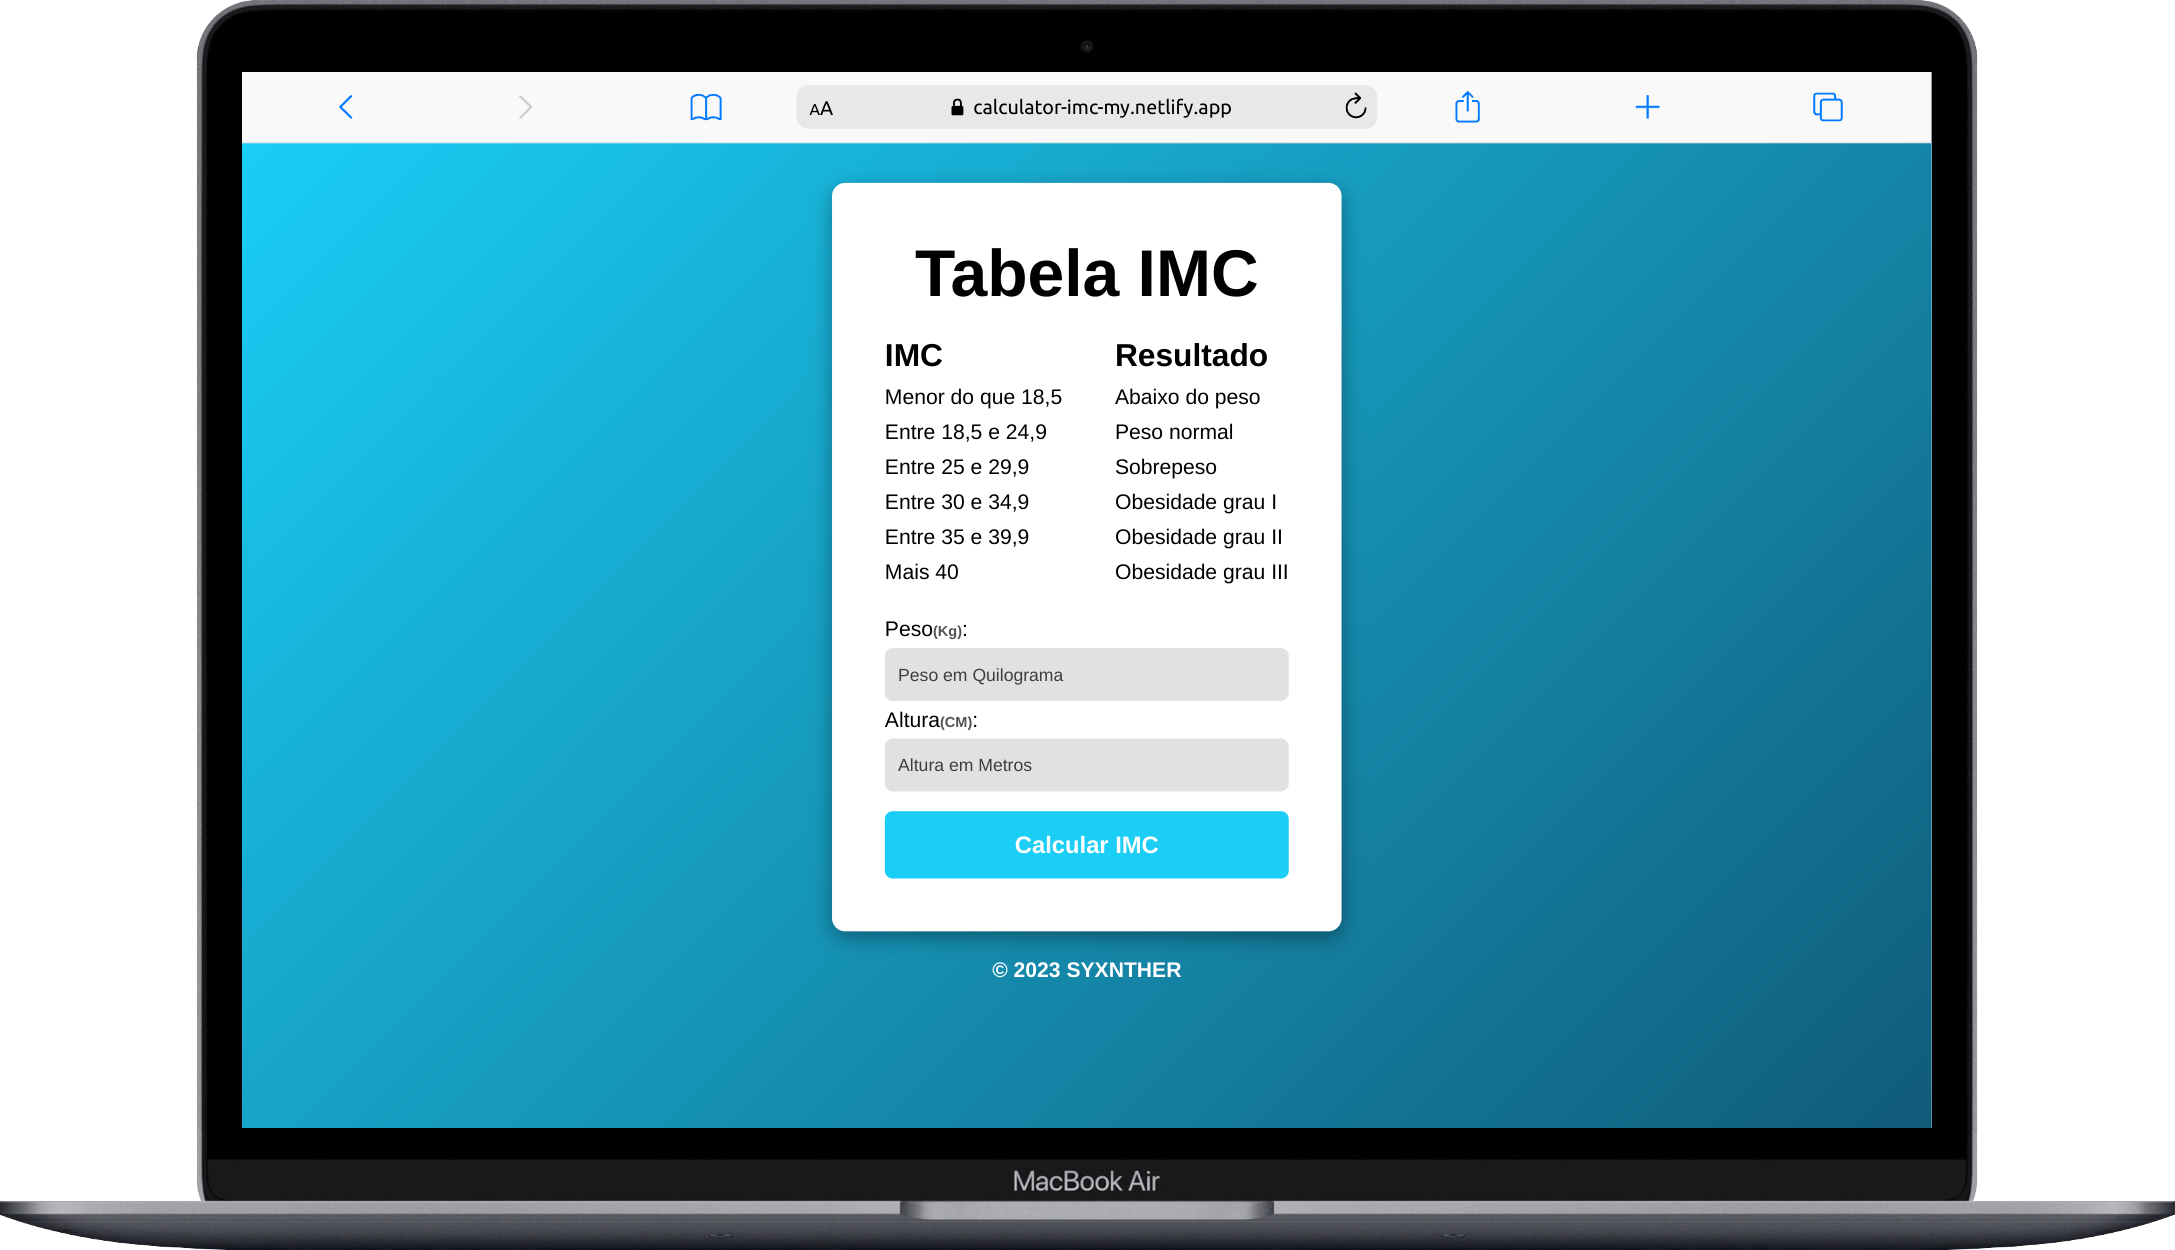 AA calculator-imc-my.netlify.app
Tabela IMC
IMC Resultado
Menor do que 18,5 Abaixo do peso
Entre 18,5 e 24,9 Peso normal
Entre 25 e 29,9 Sobrepeso
Entre 30 e 34,9 Obesidade grau I
Entre 35 e 39,9 Obesidade grau II
Mais 40 Obesidade grau III
Peso(Kg):
Peso em Quilograma
Altura(CM):
Altura em Metros
Calcular IMC
© 2023 SYXNTHER
MacBook Air